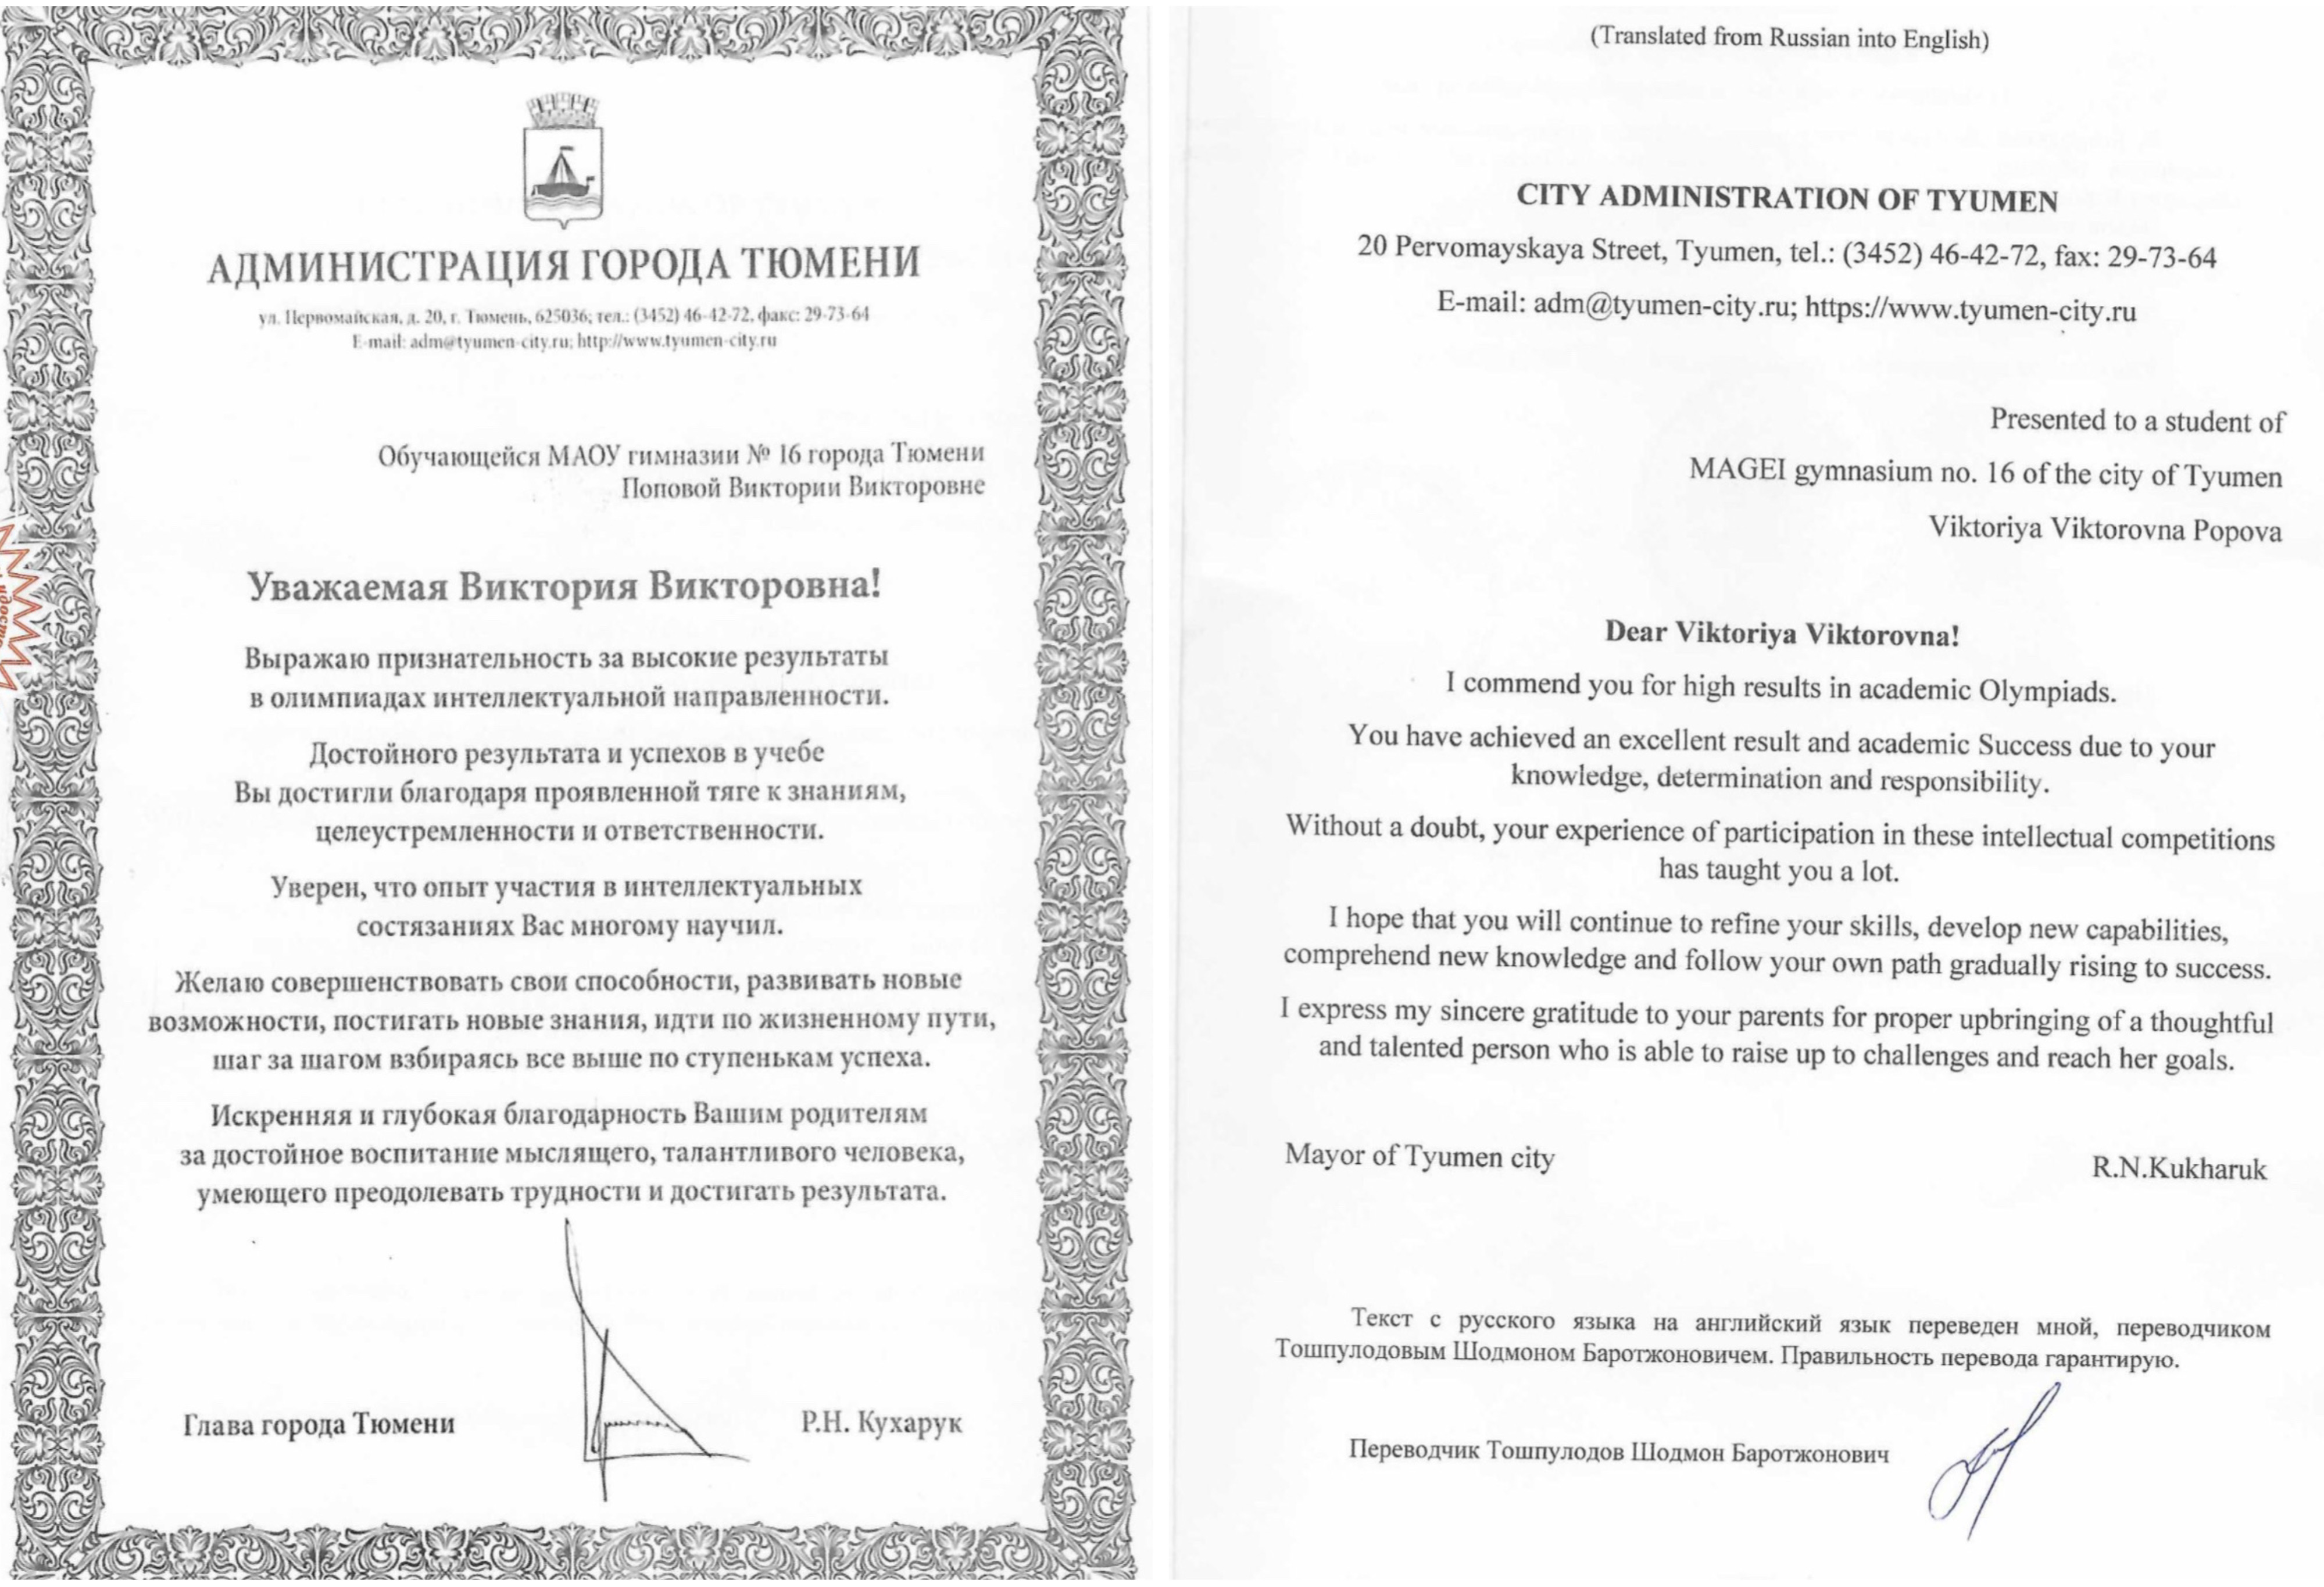 АДМИНИСТРАЦИЯ ГОРОДА ТЮМЕНИ
ул. Первомайская, д. 20, г. Тюмень, 625036; тел.: (3452) 46-42-72, факс: 29-73-64
E-mail: adm@tyumen-city.ru; http://www.tyumen-city.ru
Обучающейся МАОУ гимназии № 16 города Тюмени
Поповой Виктории Викторовне
Уважаемая Виктория Викторовна!
Выражаю признательность за высокие результаты
в олимпиадах интеллектуальной направленности.
Достойного результата и успехов в учебе
Вы достигли благодаря проявленной тяге к знаниям,
целеустремленности и ответственности.
Уверен, что опыт участия в интеллектуальных
состязаниях Вас многому научил.
Желаю совершенствовать свои способности, развивать новые
возможности, постигать новые знания, идти по жизненному пути,
шаг за шагом взбираясь все выше по ступенькам успеха.
Искренняя и глубокая благодарность Вашим родителям
за достойное воспитание мыслящего, талантливого человека,
умеющего преодолевать трудности и достигать результата.
Глава города Тюмени
Р.Н. Кухарук
(Translated from Russian into English)
CITY ADMINISTRATION OF TYUMEN
20 Pervomayskaya Street, Tyumen, tel.: (3452) 46-42-72, fax: 29-73-64
E-mail: adm@tyumen-city.ru; https://www.tyumen-city.ru
Presented to a student of
MAGEI gymnasium no. 16 of the city of Tyumen
Viktoriya Viktorovna Popova
Dear Viktoriya Viktorovna!
I commend you for high results in academic Olympiads.
You have achieved an excellent result and academic Success due to your
knowledge, determination and responsibility.
Without a doubt, your experience of participation in these intellectual competitions
has taught you a lot.
I hope that you will continue to refine your skills, develop new capabilities,
comprehend new knowledge and follow your own path gradually rising to success.
I express my sincere gratitude to your parents for proper upbringing of a thoughtful
and talented person who is able to raise up to challenges and reach her goals.
Mayor of Tyumen city
R.N.Kukharuk
Текст с русского языка на английский язык переведен мной, переводчиком
Тошпулодовым Шодмоном Баротжоновичем. Правильность перевода гарантирую.
Переводчик Тошпулодов Шодмон Баротжонович